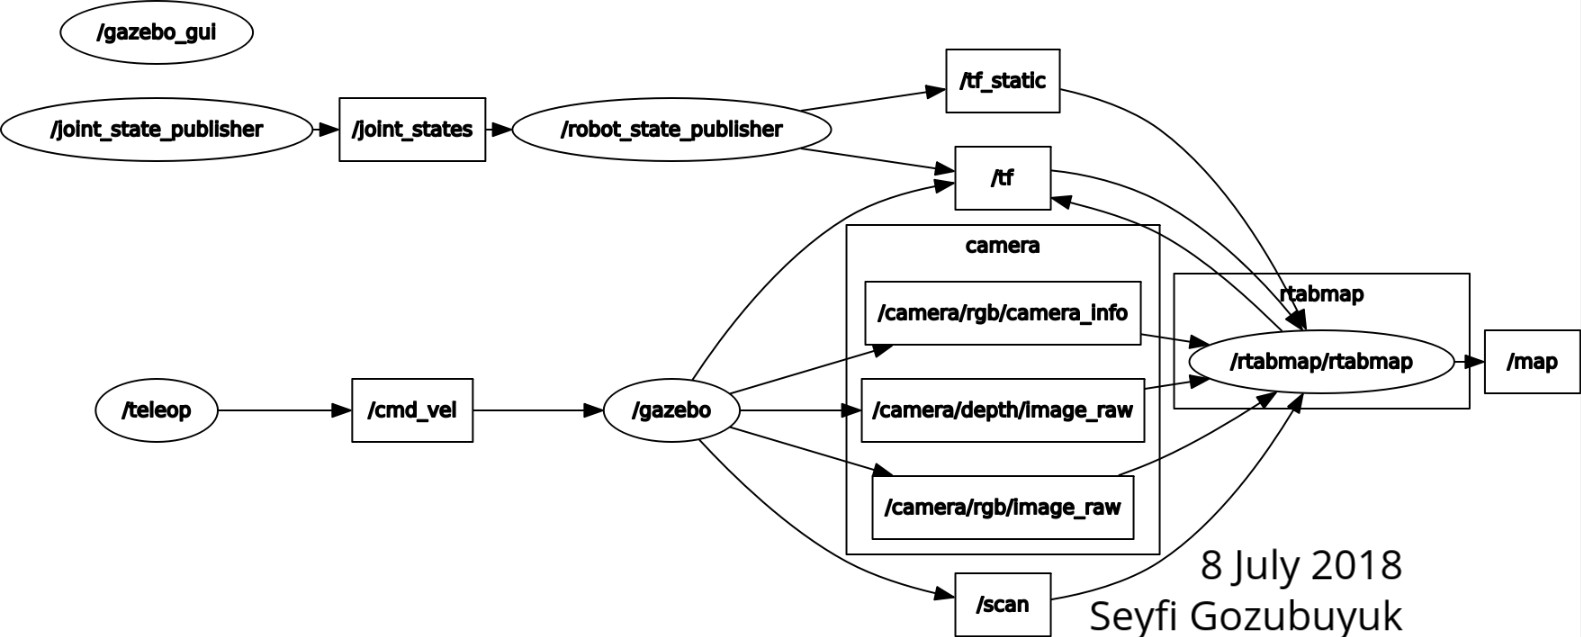 /gazebo_gui
/joint_state_publisher
/joint_states
/robot_state_publisher
/tf_static
/tf
camera
/camera/rgb/camera_info
/camera/depth/image_raw
/camera/rgb/image_raw
rtabmap
/rtabmap/rtabmap
/map
/teleop
/cmd_vel
/gazebo
/scan
8 July 2018
Seyfi Gozubuyuk